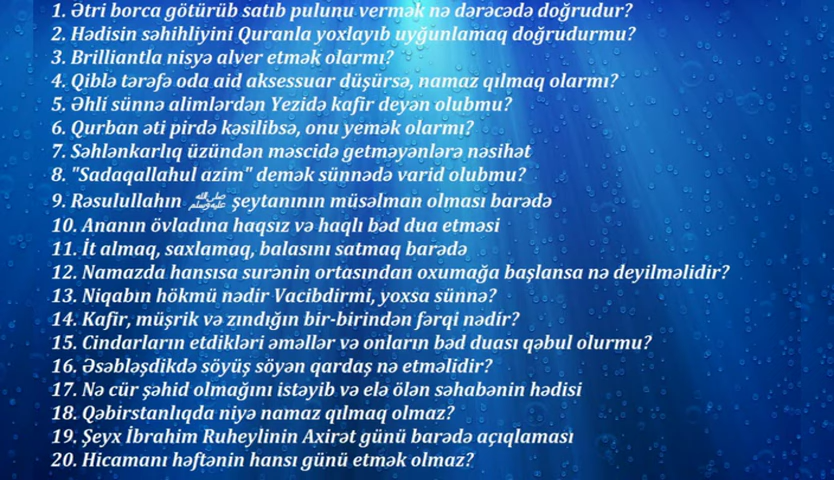 1. Ətri borca götürüb satıb pulunu vermək nə dərəcədə doğrudur?
2. Hədisin səhihliyini Quranla yoxlayıb uyğunlamaq doğrudurmu?
3. Brilliantla nisyə alver etmək olarmı?
4. Qiblə tərəfə oda aid aksessuar düşürsə, namaz qılmaq olarmı?
5. Əhli sünnə alimlərdən Yezidə kafir deyən olubmu?
6. Qurban əti pirdə kəsilibsə, onu yemək olarmı?
7. Səhlənkarlıq üzündən məscidə getməyənlərə nəsihət
8. "Sadaqallahul azim" demək sünnədə varid olubmu?
9. Rəsulullahın ﷺ şeytanının müsəlman olması barədə
10. Ananın övladına haqsız və haqlı bəd dua etməsi
11. İt almaq, saxlamaq, balasını satmaq barədə
12. Namazda hansısa surənin ortasından oxumağa başlansa nə deyilməlidir?
13. Niqabın hökmü nədir Vacibdirmi, yoxsa sünnə?
14. Kafir, müşrik və zındığın bir-birindən fərqi nədir?
15. Cindarların etdikləri əməllər və onların bəd duası qəbul olurmu?
16. Əsəbləşdikdə söyüş söyən qardaş nə etməlidir?
17. Nə cür şəhid olmağını istəyib və elə ölən səhabənin hədisi
18. Qəbirstanlıqda niyə namaz qılmaq olmaz?
19. Şeyx İbrahim Ruheylinin Axirət günü barədə açıqlaması
20. Hicamanı həftənin hansı günü etmək olmaz?